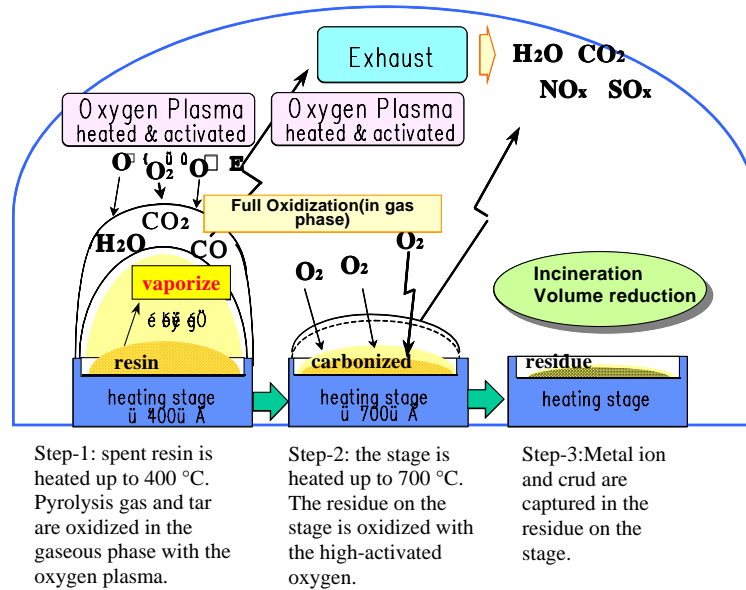 Exhaust
H2O CO2
NOx SOx
Oxygen Plasma
heated & activated
Oxygen Plasma
heated & activated
O O2 O E
Full Oxidization(in gas
phase)
CO2
H2O CO
O2
O2 O2
vaporize
Incineration
Volume reduction
resin
carbonized
residue
heating stage
400
heating stage
700
heating stage
Step-1: spent resin is
heated up to 400 °C.
Pyrolysis gas and tar
are oxidized in the
gaseous phase with the
oxygen plasma.
Step-2: the stage is
heated up to 700 °C.
The residue on the
stage is oxidized with
the high-activated
oxygen.
Step-3:Metal ion
and crud are
captured in the
residue on the
stage.